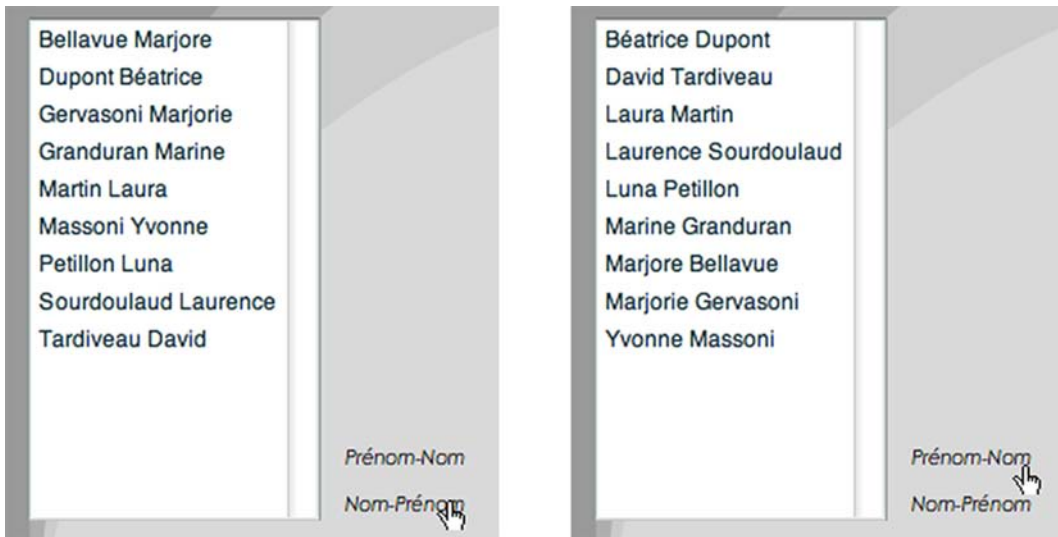 Bellavue Marjore
Dupont Béatrice
Gervasoni Marjorie
Granduran Marine
Martin Laura
Massoni Yvonne
Petillon Luna
Sourdoulaud Laurence
Tardiveau David
Prénom-Nom
Nom-Prénom
Béatrice Dupont
David Tardiveau
Laura Martin
Laurence Sourdoulaud
Luna Petillon
Marine Granduran
Marjore Bellavue
Marjorie Gervasoni
Yvonne Massoni
Prénom-Nom
Nom-Prénom